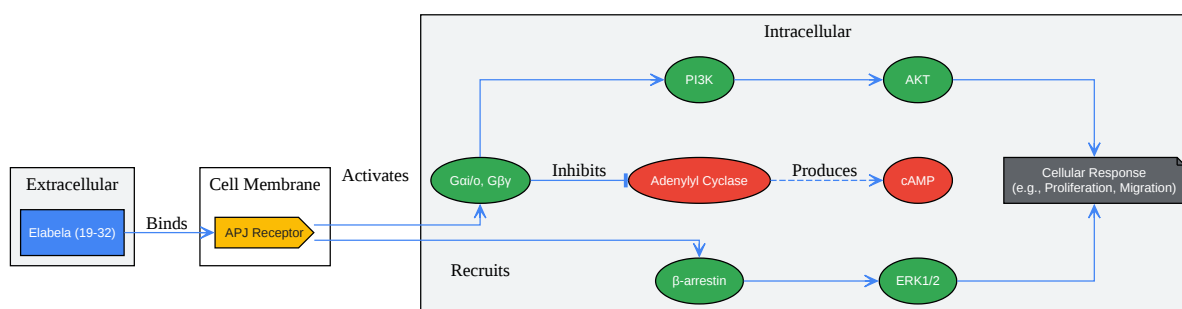 Intracellular
PI3K
AKT
Extracellular
Elabela (19-32)
Binds
Cell Membrane
APJ Receptor
Activates
Gαi/o, Gβγ
Inhibits
Adenylyl Cyclase
Produces
cAMP
Cellular Response
(e.g., Proliferation, Migration)
Recruits
β-arrestin
ERK1/2